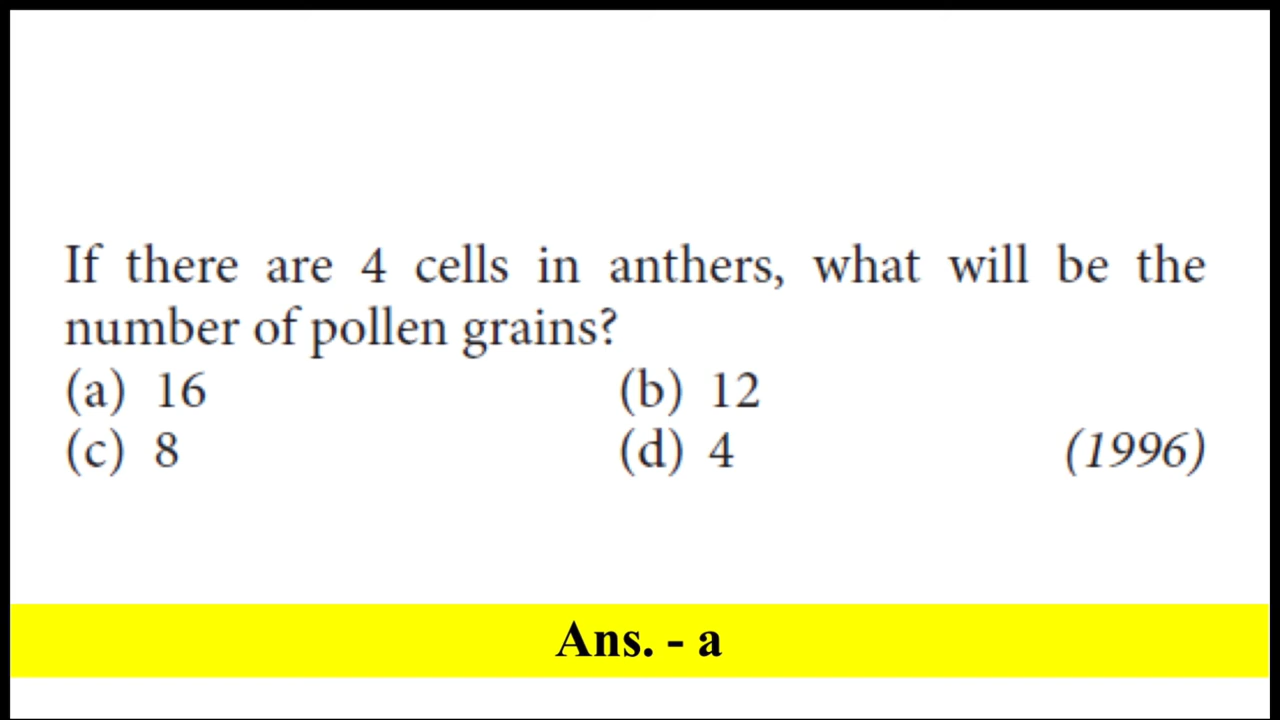 If there are 4 cells in anthers, what will be the
number of pollen grains?
(a) 16 (b) 12
(c) 8 (d) 4 (1996)
Ans. - a